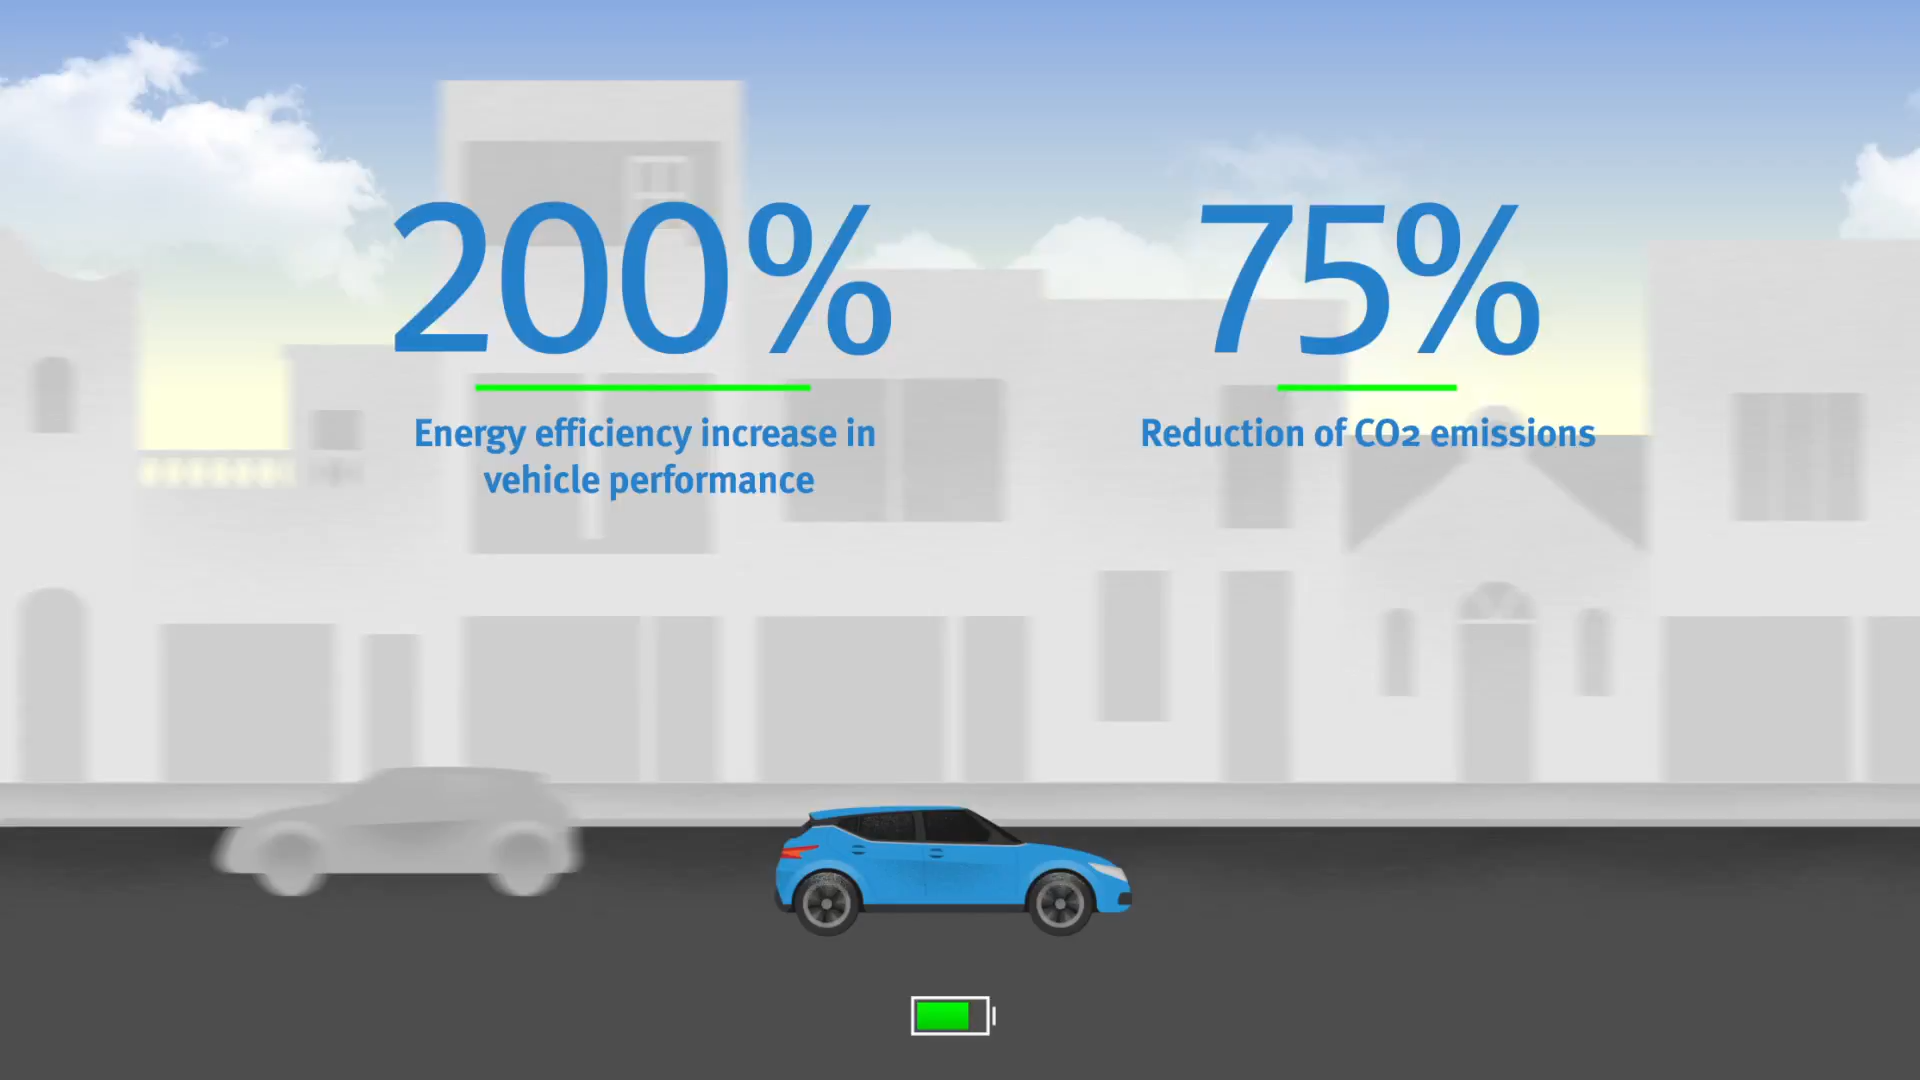 200%
Energy efficiency increase in
vehicle performance
75%
Reduction of CO2 emissions